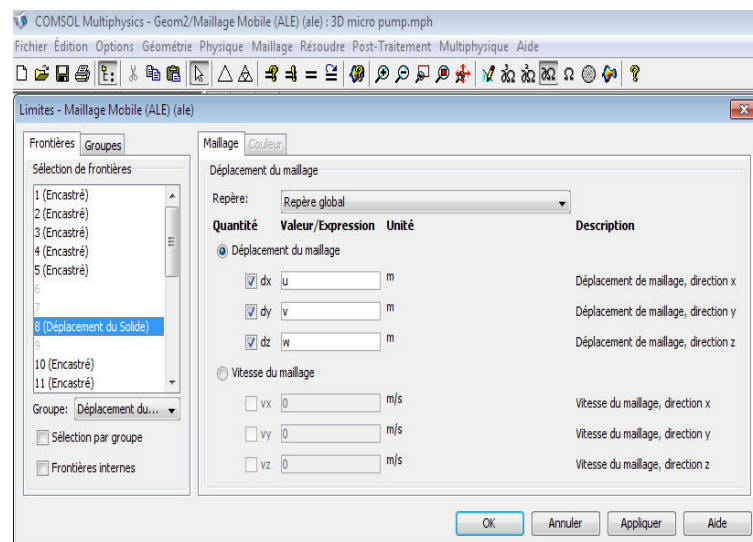 COMSOL Multiphysics - Geom2/Maillage Mobile (ALE) (ale) : 3D micro pump.mph
Fichier Édition Options Géométrie Physique Maillage Résoudre Post-Traitement Multiphysique Aide
Limites - Maillage Mobile (ALE) (ale)
Frontières Groupes
Sélection de frontières
1 (Encastré)
2 (Encastré)
3 (Encastré)
4 (Encastré)
5 (Encastré)
6
7
8 (Déplacement du Solide)
9
10 (Encastré)
11 (Encastré)
Groupe: Déplacement du...
Sélection par groupe
Frontières internes
Maillage Couleur
Déplacement du maillage
Repère: Repère global
Quantité Valeur/Expression Unité Description
Déplacement du maillage
dx u m Déplacement de maillage, direction x
dy v m Déplacement de maillage, direction y
dz w m Déplacement de maillage, direction z
Vitesse du maillage
vx 0 m/s Vitesse du maillage, direction x
vy 0 m/s Vitesse du maillage, direction y
vz 0 m/s Vitesse du maillage, direction z
OK Annuler Appliquer Aide